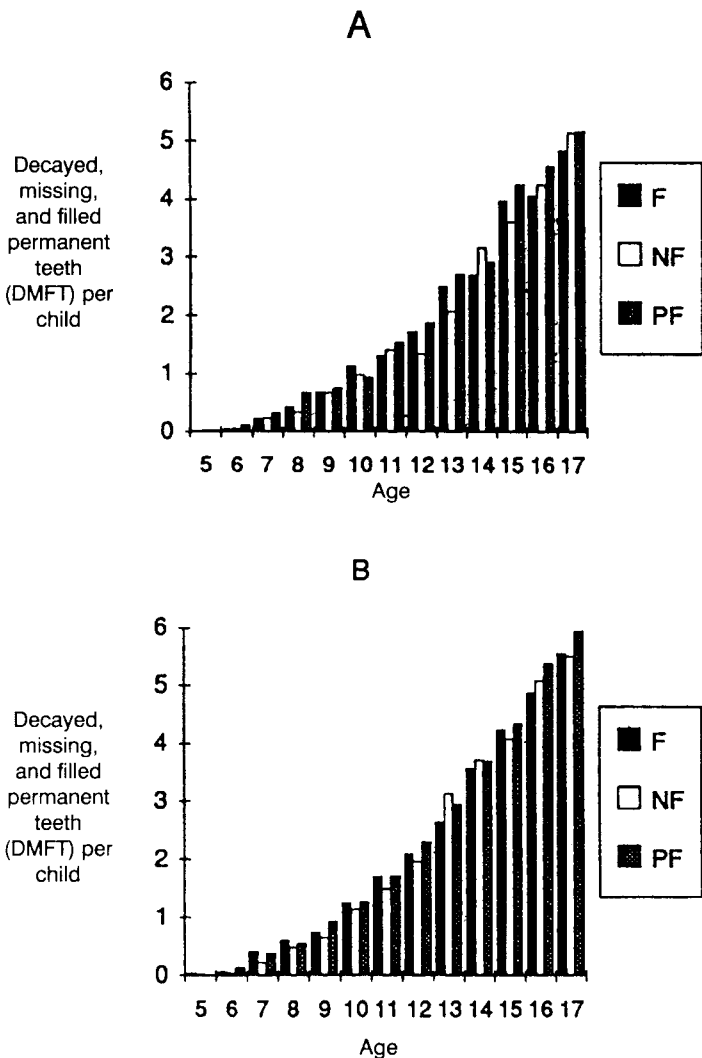 A
6
5
4
3
2
1
0
Decayed,
missing,
and filled
permanent
teeth
(DMFT) per
child
5 6 7 8 9 10 11 12 13 14 15 16 17
Age
F
NF
PF
B
6
5
4
3
2
1
0
Decayed,
missing,
and filled
permanent
teeth
(DMFT) per
child
5 6 7 8 9 10 11 12 13 14 15 16 17
Age
F
NF
PF